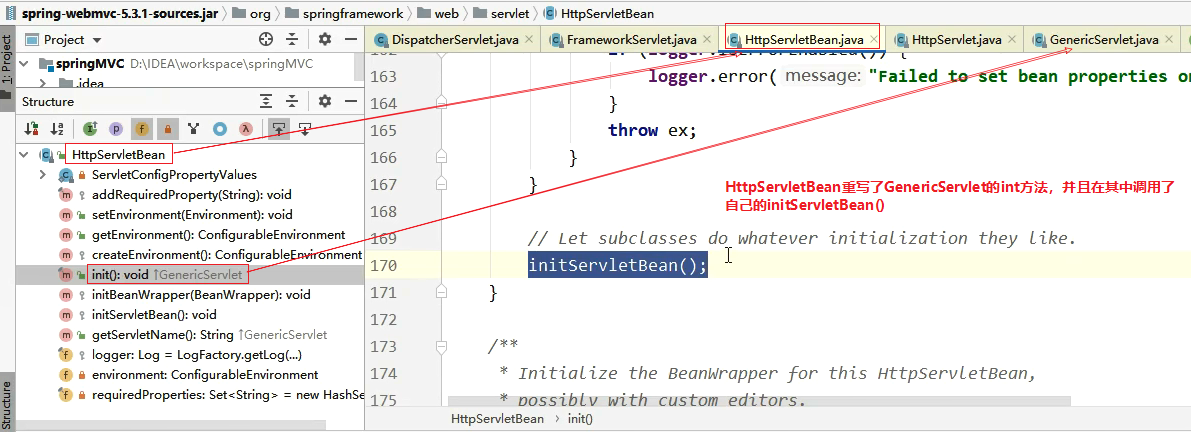 spring-webmvc-5.3.1-sources.jar org springframework web servlet HttpServletBean
1: Project
Project
DispatcherServlet.java FrameworkServlet.java HttpServletBean.java HttpServlet.java GenericServlet.java
springMVC D:\IDEA\workspace\springMVC
.idea
Structure
HttpServletBean
ServletConfigPropertyValues
addRequiredProperty(String): void
setEnvironment(Environment): void
getEnvironment(): ConfigurableEnvironment
createEnvironment(): ConfigurableEnvironment
init(): void ↑GenericServlet
initBeanWrapper(BeanWrapper): void
initServletBean(): void
getServletName(): String ↑GenericServlet
logger: Log = LogFactory.getLog(...)
environment: ConfigurableEnvironment
requiredProperties: Set<String> = new HashSe
Structure
163 logger.error( message: "Failed to set bean properties on
164 }
165 throw ex;
166 }
167 }
168
HttpServletBean重写了GenericServlet的int方法，并且在其中调用了
自己的initServletBean()
169 // Let subclasses do whatever initialization they like.
170 initServletBean();
171 }
172
173 /**
174 * Initialize the BeanWrapper for this HttpServletBean,
175 * possibly with custom editors.
HttpServletBean › init()